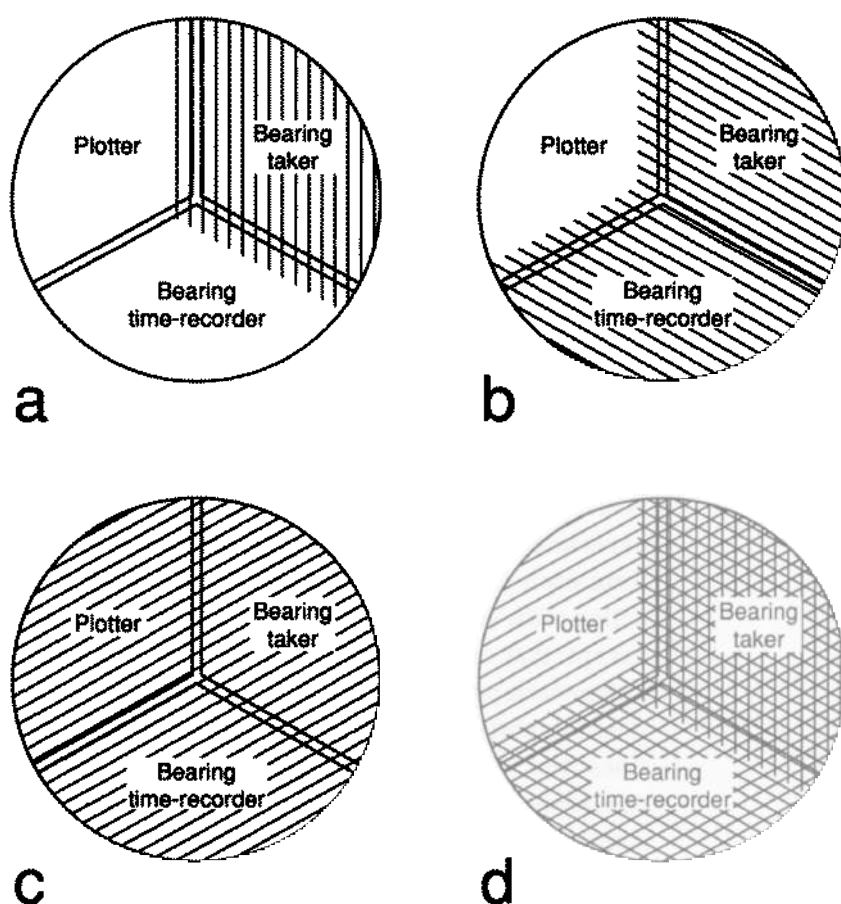 Plotter
Bearing
taker
Bearing
time-recorder
a
Plotter
Bearing
taker
Bearing
time-recorder
b
Plotter
Bearing
taker
Bearing
time-recorder
c
Plotter
Bearing
taker
Bearing
time-recorder
d